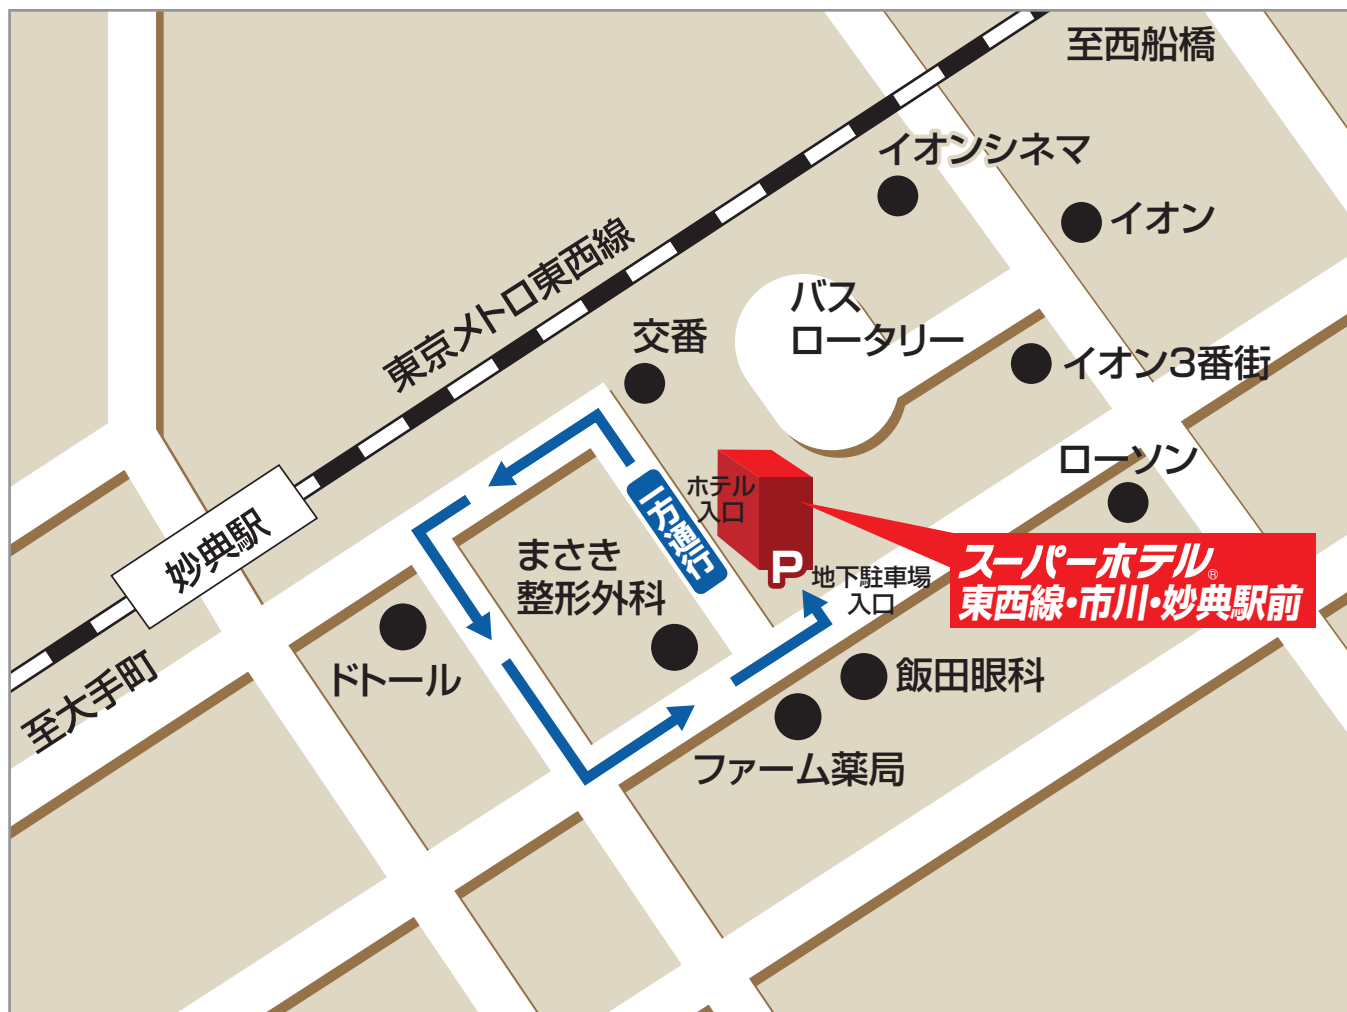 至西船橋
イオンシネマ
イオン
東京メトロ東西線
バス
ロータリー
交番
イオン3番街
ローソン
ホテル
入口
一方通行
妙典駅
まさき
整形外科
P
地下駐車場
入口
スーパーホテル®
東西線・市川・妙典駅前
至大手町
ドトール
飯田眼科
ファーム薬局